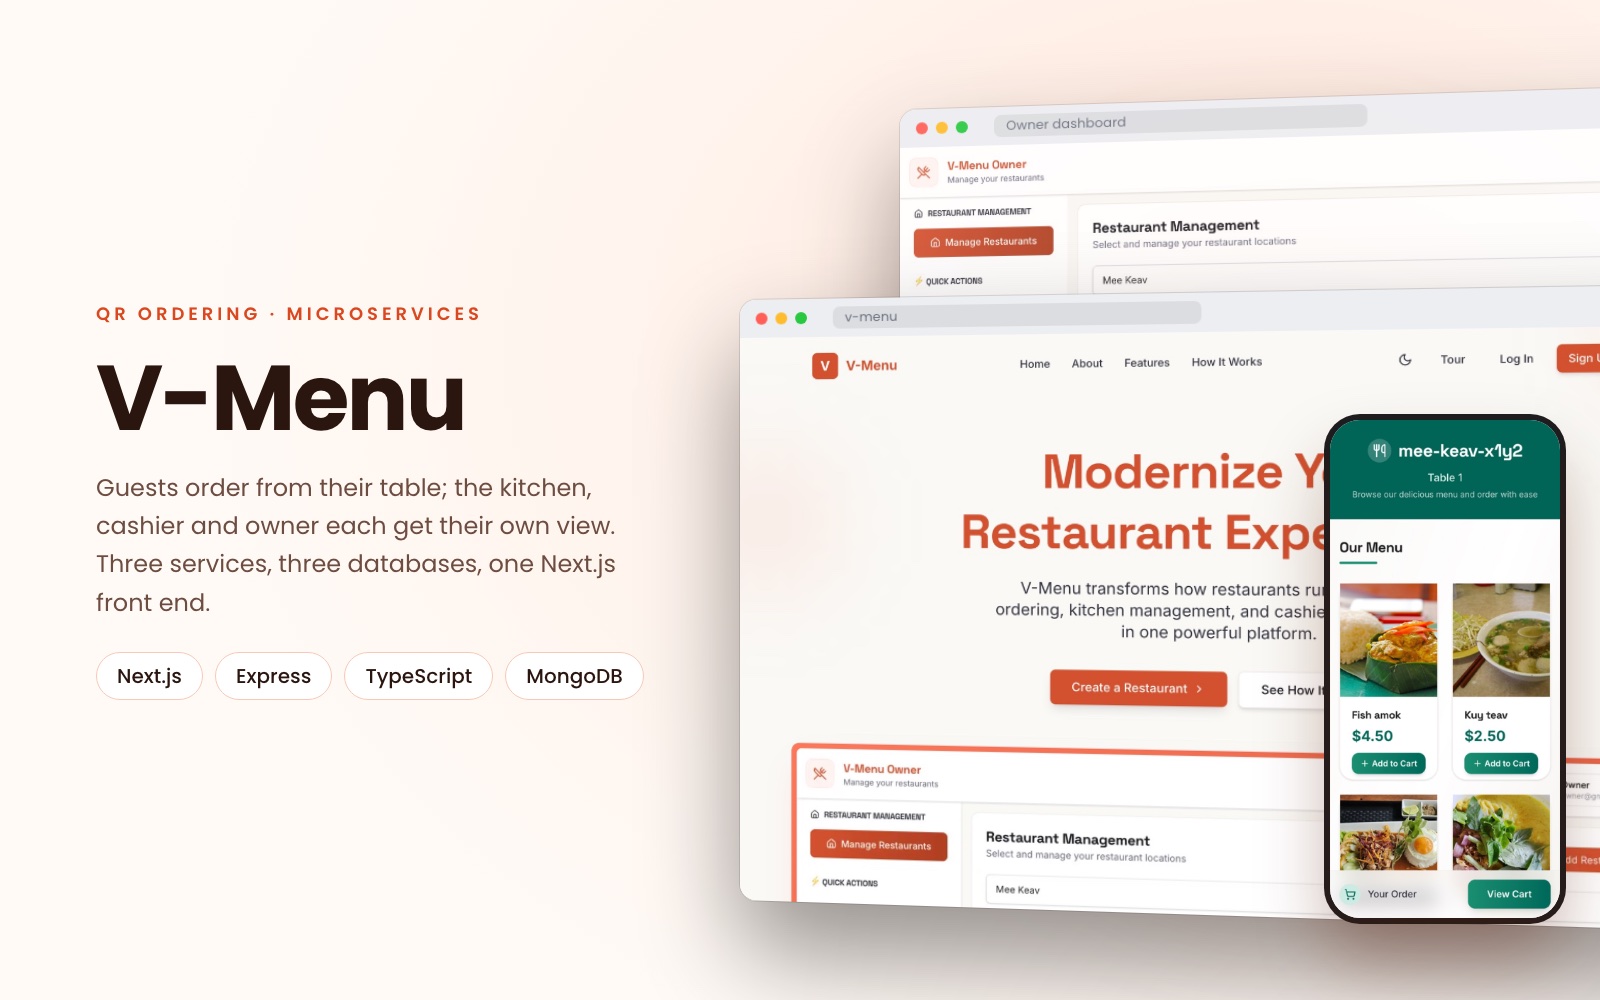 QR ORDERING · MICROSERVICES
V-Menu
Guests order from their table; the kitchen,
cashier and owner each get their own view.
Three services, three databases, one Next.js
front end.
Next.js
Express
TypeScript
MongoDB
Owner dashboard
V-Menu Owner
Manage your restaurants
RESTAURANT MANAGEMENT
Manage Restaurants
QUICK ACTIONS
Restaurant Management
Select and manage your restaurant locations
Mee Keav
v-menu
V V-Menu
Home About Features How It Works
Tour Log In Sign
Modernize
Restaurant
V-Menu transforms how restaurants
ordering, kitchen management, and
in one powerful platform.
Create a Restaurant
See How
V-Menu Owner
Manage your restaurants
RESTAURANT MANAGEMENT
Manage Restaurants
QUICK ACTIONS
Restaurant Management
Select and manage your restaurant locations
Mee Keav
mee-keav-x1y2
Table 1
Browse our delicious menu and order with ease
Our Menu
Fish amok
$4.50
+ Add to Cart
Kuy teav
$2.50
+ Add to Cart
Your Order
View Cart